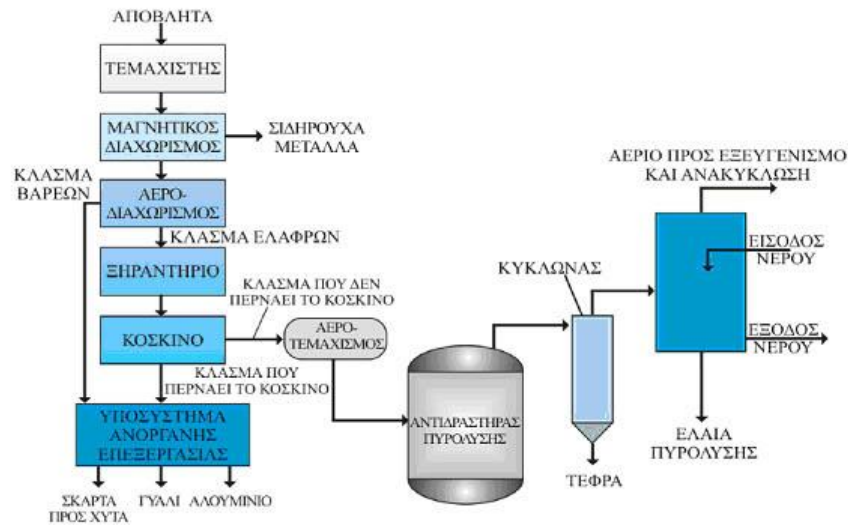 ΑΠΟΒΛΗΤΑ
ΤΕΜΑΧΙΣΤΗΣ
ΜΑΓΝΗΤΙΚΟΣ
ΔΙΑΧΩΡΙΣΜΟΣ
ΣΙΔΗΡΟΥΧΑ
ΜΕΤΑΛΛΑ
ΚΛΑΣΜΑ
ΒΑΡΕΩΝ
ΑΕΡΟ-
ΔΙΑΧΩΡΙΣΜΟΣ
ΚΛΑΣΜΑ ΕΛΑΦΡΩΝ
ΞΗΡΑΝΤΗΡΙΟ
ΚΛΑΣΜΑ ΠΟΥ ΔΕΝ
ΠΕΡΝΑΕΙ ΤΟ ΚΟΣΚΙΝΟ
ΚΟΣΚΙΝΟ
ΑΕΡΟ-
ΤΕΜΑΧΙΣΜΟΣ
ΚΛΑΣΜΑ ΠΟΥ
ΠΕΡΝΑΕΙ ΤΟ ΚΟΣΚΙΝΟ
ΥΠΟΣΥΣΤΗΜΑ
ΑΝΟΡΓΑΝΗΣ
ΕΠΕΞΕΡΓΑΣΙΑΣ
ΣΚΑΡΤΑ
ΠΡΟΣ ΧΥΤΑ
ΓΥΑΛΙ
ΑΛΟΥΜΙΝΙΟ
ΑΝΤΙΔΡΑΣΤΗΡΑΣ
ΠΥΡΟΛΥΣΗΣ
ΚΥΚΛΩΝΑΣ
ΤΕΦΡΑ
ΑΕΡΙΟ ΠΡΟΣ ΕΞΕΥΓΕΝΙΣΜΟ
ΚΑΙ ΑΝΑΚΥΚΛΩΣΗ
ΕΙΣΟΔΟΣ
ΝΕΡΟΥ
ΕΞΟΔΟΣ
ΝΕΡΟΥ
ΕΛΑΙΑ
ΠΥΡΟΛΥΣΗΣ